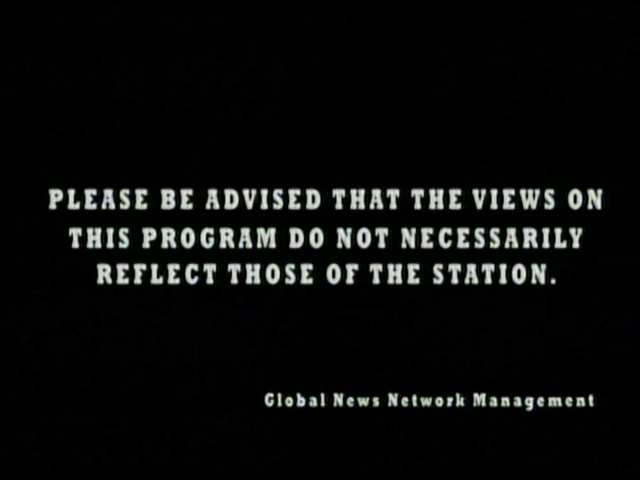 PLEASE BE ADVISED THAT THE VIEWS ON
THIS PROGRAM DO NOT NECESSARILY
REFLECT THOSE OF THE STATION.
Global News Network Management